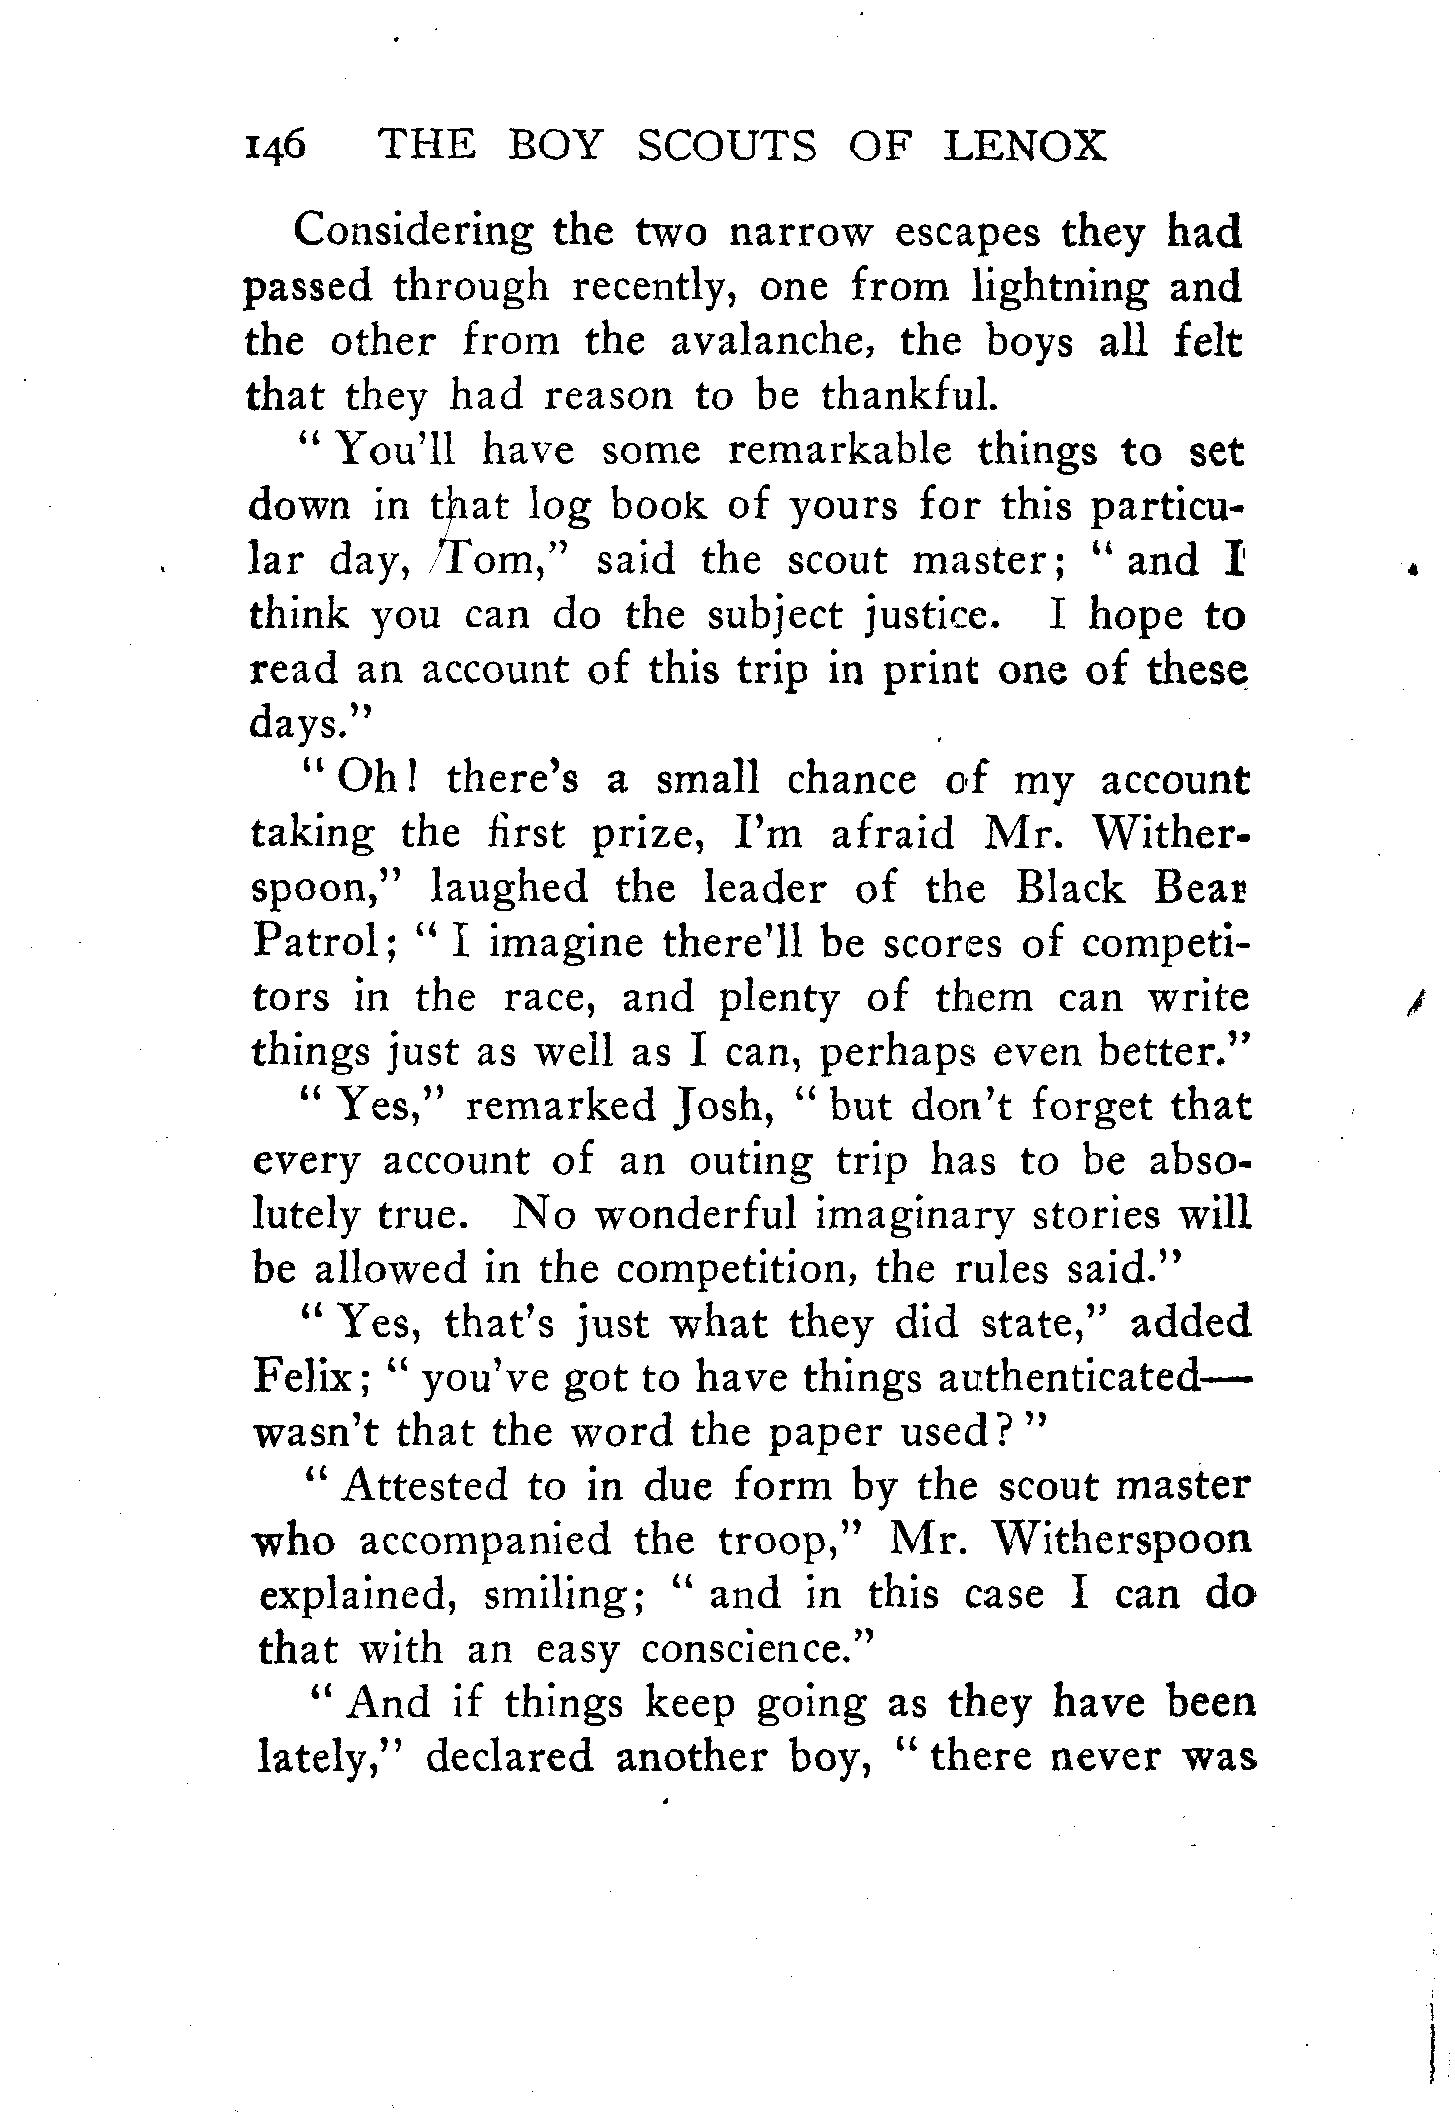 146 THE BOY SCOUTS OF LENOX
Considering the two narrow escapes they had
passed through recently, one from lightning and
the other from the avalanche, the boys all felt
that they had reason to be thankful.
" You'll have some remarkable things to set
down in that log book of yours for this particu-
lar day, Tom," said the scout master; " and I
think you can do the subject justice. I hope to
read an account of this trip in print one of these
days."
" Oh! there's a small chance of my account
taking the first prize, I'm afraid Mr. Wither-
spoon," laughed the leader of the Black Bear
Patrol; " I imagine there'll be scores of competi-
tors in the race, and plenty of them can write
things just as well as I can, perhaps even better."
" Yes," remarked Josh, " but don't forget that
every account of an outing trip has to be abso-
lutely true. No wonderful imaginary stories will
be allowed in the competition, the rules said."
" Yes, that's just what they did state," added
Felix; " you've got to have things authenticated—
wasn't that the word the paper used? "
" Attested to in due form by the scout master
who accompanied the troop," Mr. Witherspoon
explained, smiling; " and in this case I can do
that with an easy conscience."
" And if things keep going as they have been
lately," declared another boy, " there never was